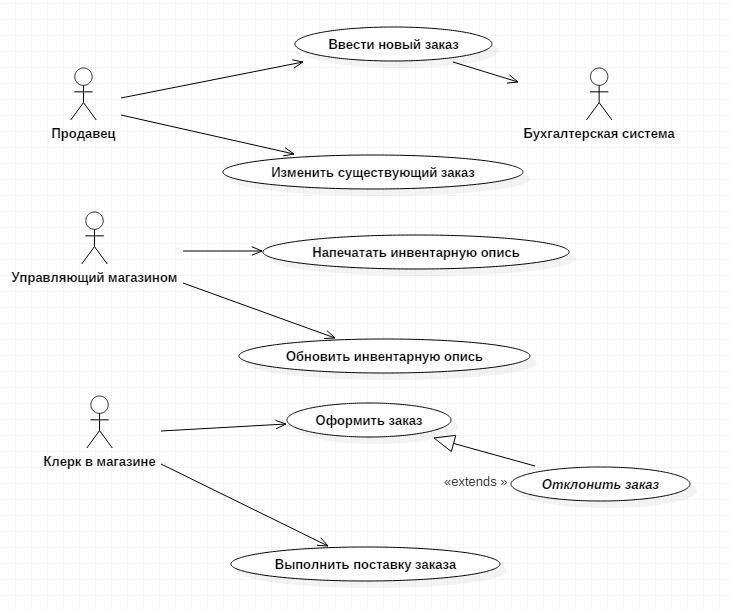 Ввести новый заказ
Продавец
Бухгалтерская система
Изменить существующий заказ
Напечатать инвентарную опись
Управляющий магазином
Обновить инвентарную опись
Оформить заказ
Клерк в магазине
«extends »
Отклонить заказ
Выполнить поставку заказа